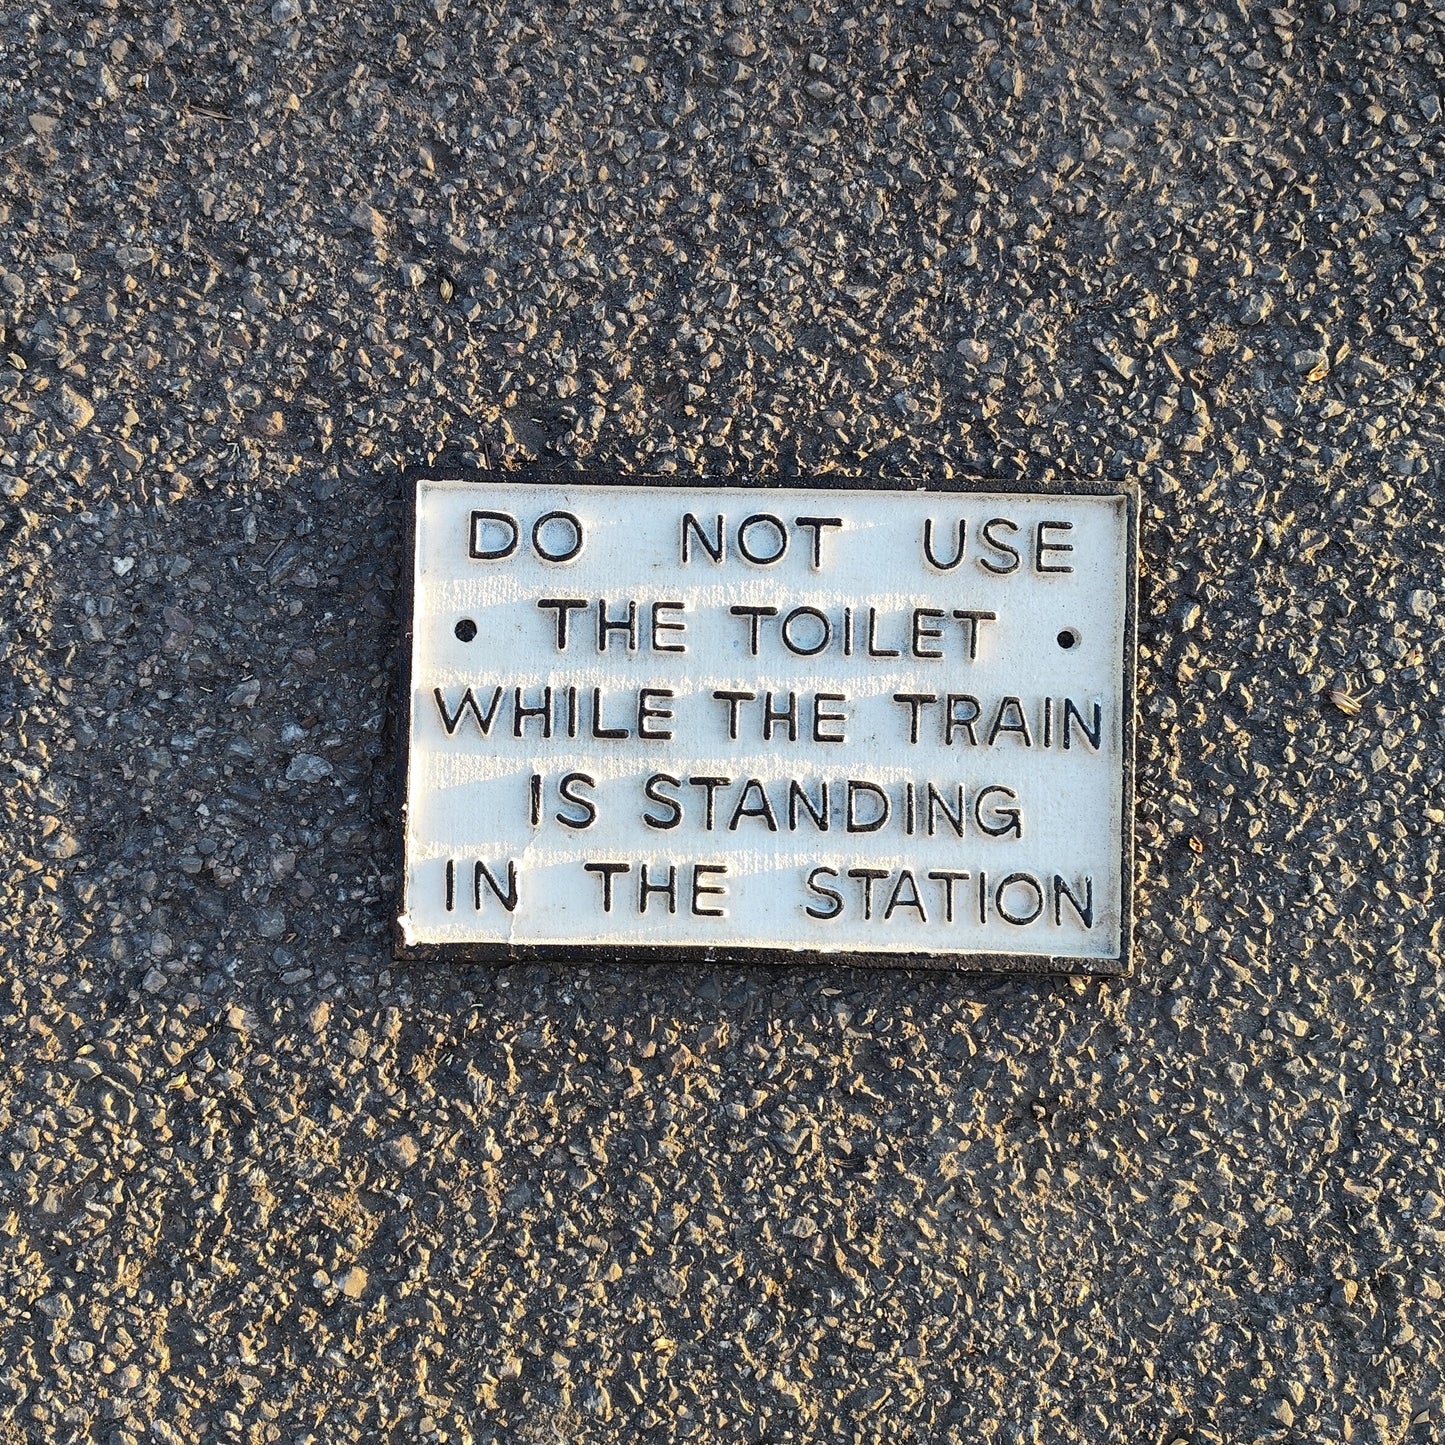 DO NOT USE
THE TOILET
WHILE THE TRAIN
IS STANDING
IN THE STATION